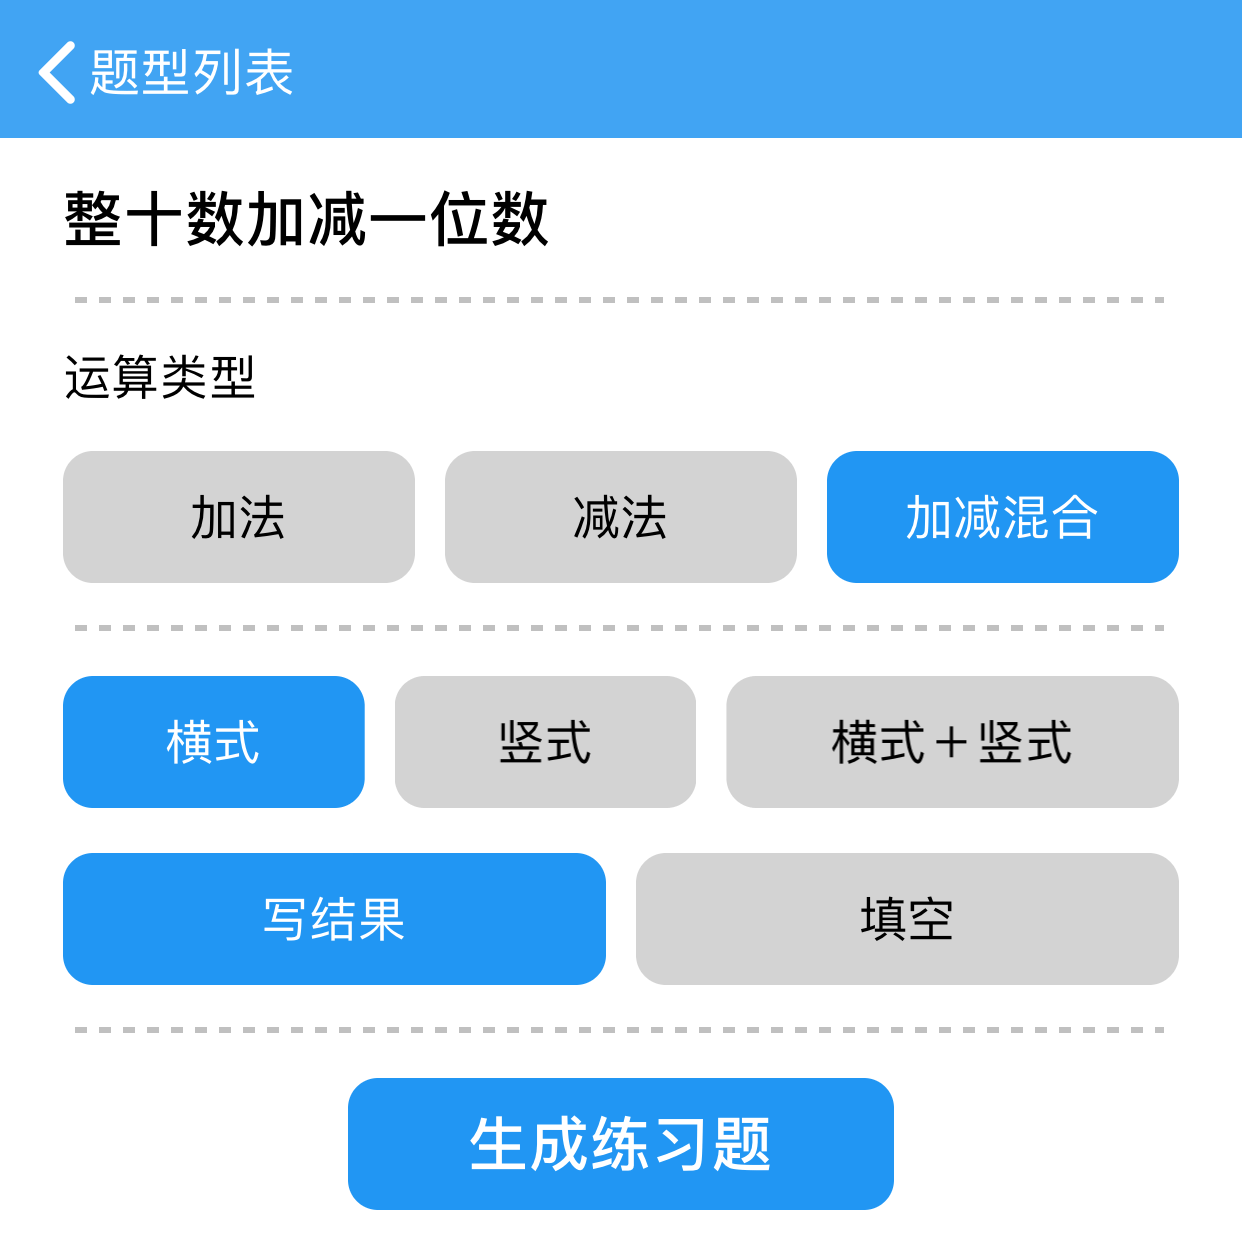 题型列表
整十数加减一位数
运算类型
加法 减法 加减混合
横式 竖式 横式＋竖式
写结果 填空
生成练习题